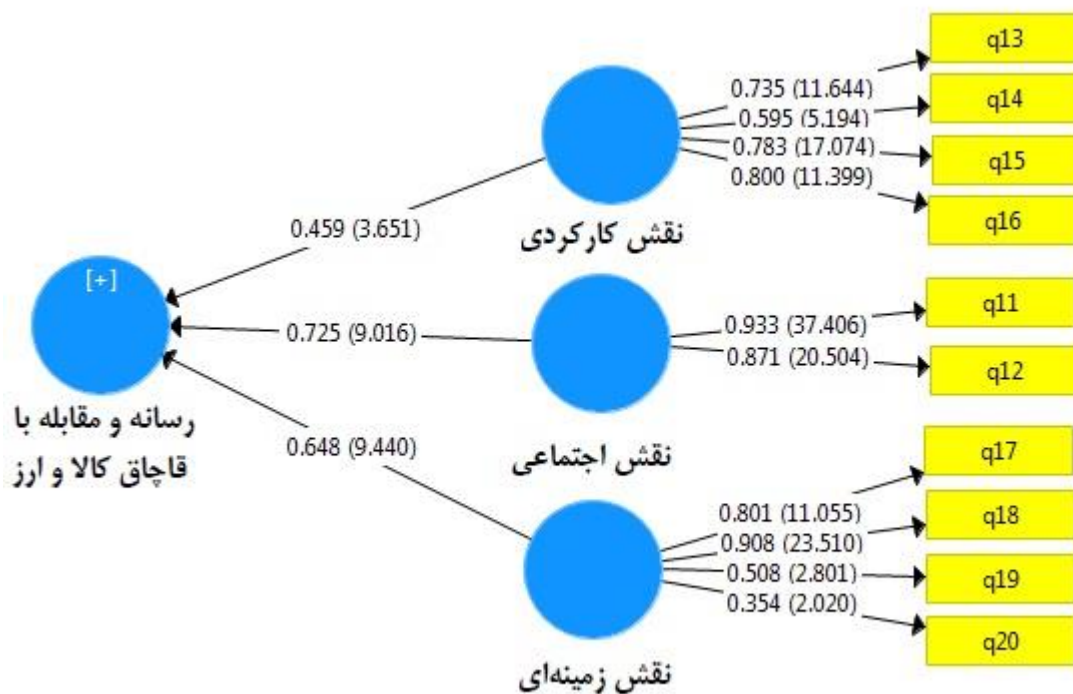 q13
0.735 (11.644)
q14
0.595 (5.194)
0.783 (17.074)
q15
0.800 (11.399)
q16
نقش کارکردی
0.459 (3.651)
[+]
q11
0.933 (37.406)
0.725 (9.016)
0.871 (20.504)
q12
رسانه و مقابله با
قاچاق کالا و ارز
نقش اجتماعی
0.648 (9.440)
q17
0.801 (11.055)
q18
0.908 (23.510)
0.508 (2.801)
q19
0.354 (2.020)
q20
نقش زمینه‌ای